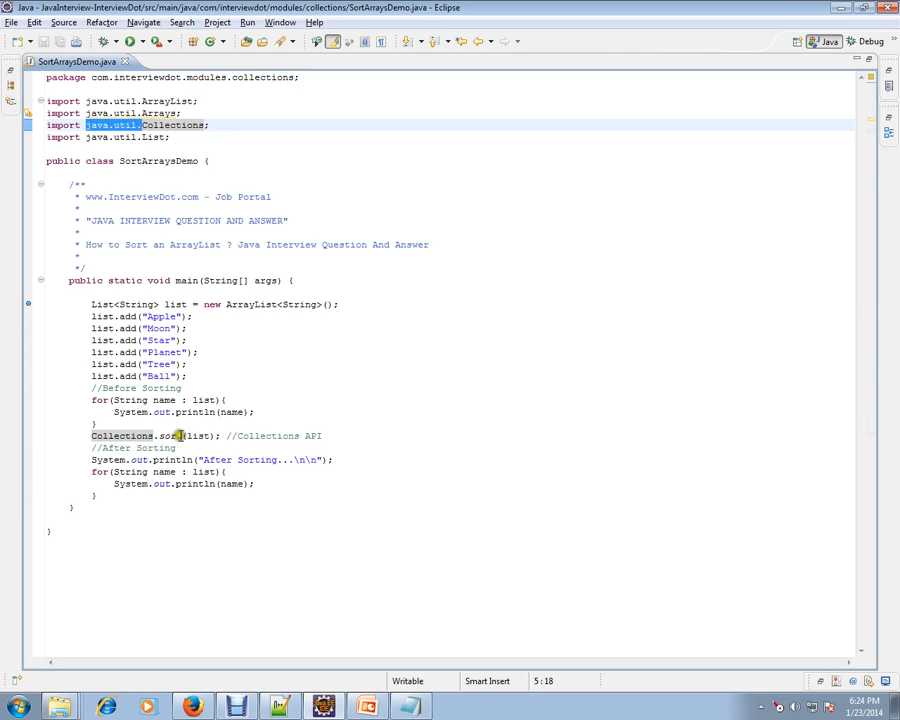 Java - JavaInterview-InterviewDot/src/main/java/com/interviewdot/modules/collections/SortArraysDemo.java - Eclipse
File Edit Source Refactor Navigate Search Project Run Window Help
Java Debug
SortArraysDemo.java
package com.interviewdot.modules.collections;
import java.util.ArrayList;
import java.util.Arrays;
import java.util.Collections;
import java.util.List;
public class SortArraysDemo {
/**
* www.InterviewDot.com - Job Portal
*
* "JAVA INTERVIEW QUESTION AND ANSWER"
*
* How to Sort an ArrayList ? Java Interview Question And Answer
*
*/
public static void main(String[] args) {
List<String> list = new ArrayList<String>();
list.add("Apple");
list.add("Moon");
list.add("Star");
list.add("Planet");
list.add("Tree");
list.add("Ball");
//Before Sorting
for(String name : list){
System.out.println(name);
}
Collections.sort(list); //Collections API
//After Sorting
System.out.println("After Sorting...\n\n");
for(String name : list){
System.out.println(name);
}
}
}
Writable Smart Insert 5 : 18
6:24 PM
1/23/2014